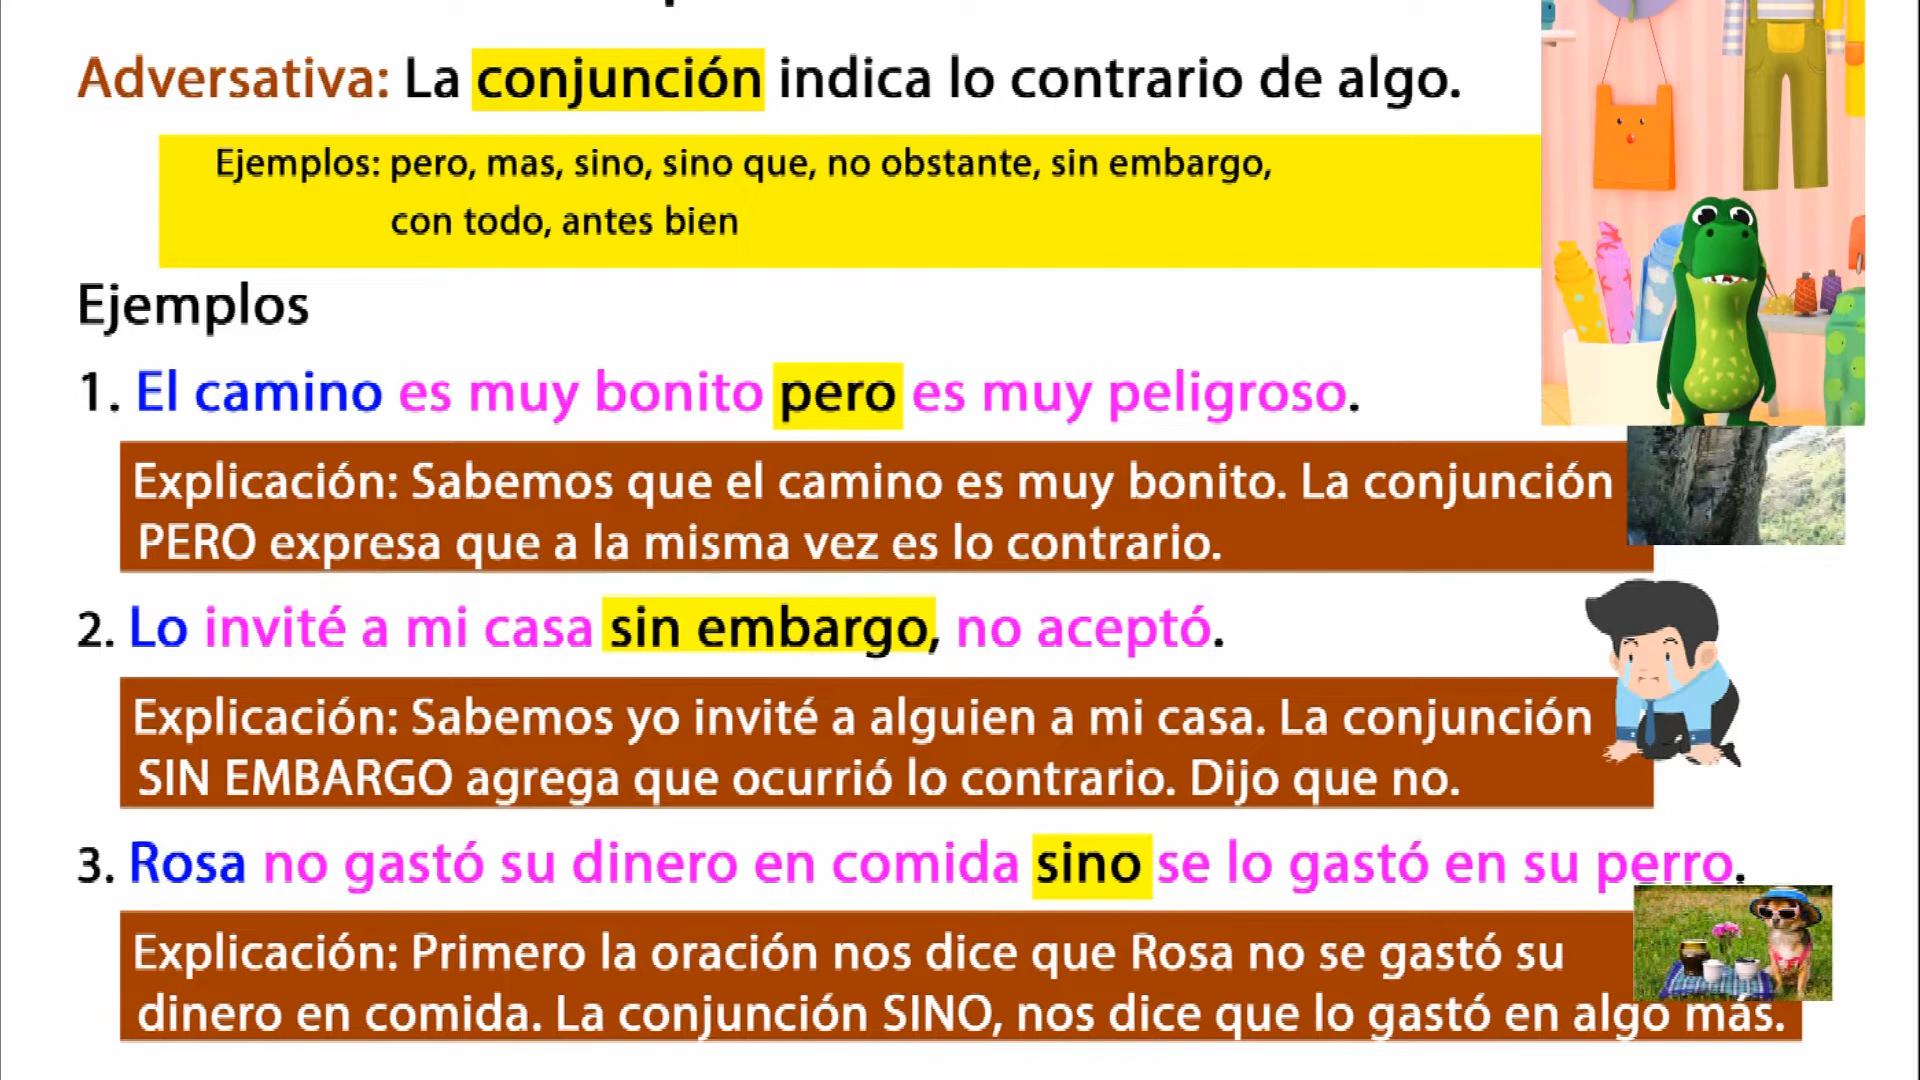 Adversativa: La conjunción indica lo contrario de algo.
Ejemplos: pero, mas, sino, sino que, no obstante, sin embargo,
con todo, antes bien
Ejemplos
1. El camino es muy bonito pero es muy peligroso.
Explicación: Sabemos que el camino es muy bonito. La conjunción
PERO expresa que a la misma vez es lo contrario.
2. Lo invité a mi casa sin embargo, no aceptó.
Explicación: Sabemos yo invité a alguien a mi casa. La conjunción
SIN EMBARGO agrega que ocurrió lo contrario. Dijo que no.
3. Rosa no gastó su dinero en comida sino se lo gastó en su perro.
Explicación: Primero la oración nos dice que Rosa no se gastó su
dinero en comida. La conjunción SINO, nos dice que lo gastó en algo más.